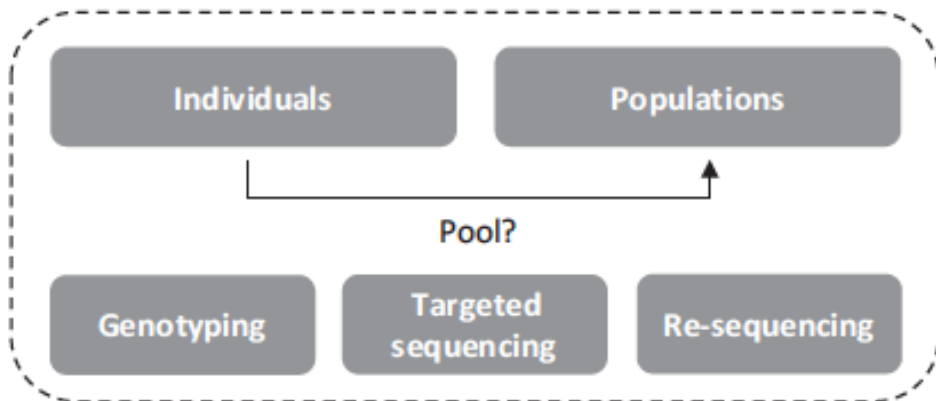 Individuals
Populations
Pool?
Genotyping
Targeted
sequencing
Re-sequencing